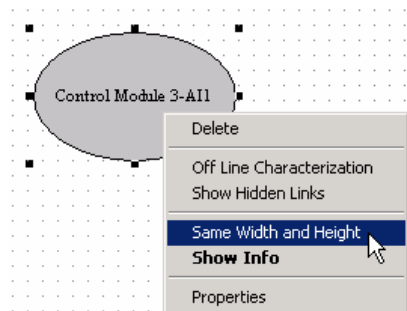 Control Module 3-AI1
Delete
Off Line Characterization
Show Hidden Links
Same Width and Height
Show Info
Properties